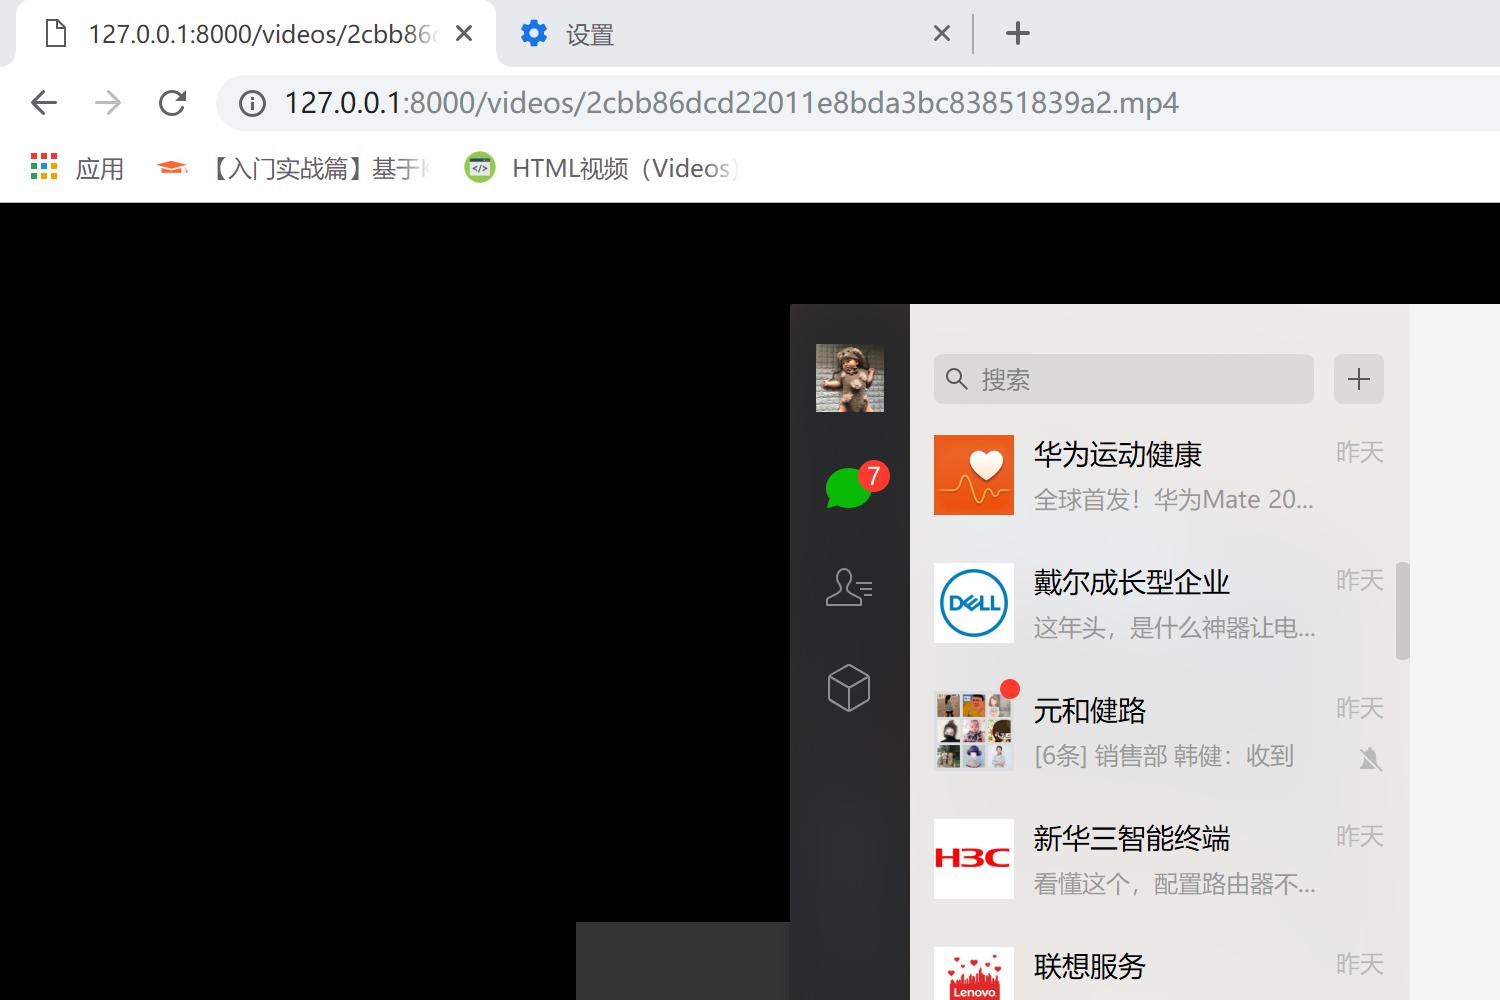 127.0.0.1:8000/videos/2cbb86d
设置
127.0.0.1:8000/videos/2cbb86dcd22011e8bda3bc83851839a2.mp4
应用
【入门实战篇】基于
HTML视频（Videos）
搜索
7
华为运动健康
昨天
全球首发！华为Mate 20...
戴尔成长型企业
昨天
DELL
这年头，是什么神器让电...
元和健路
昨天
[6条] 销售部 韩健：收到
新华三智能终端
昨天
H3C
看懂这个，配置路由器不...
联想服务
昨天
Lenovo